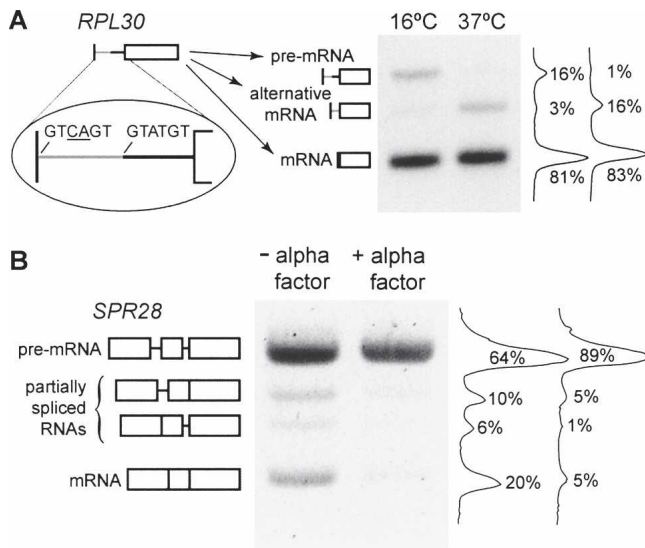 A
RPL30
16ºC 37ºC
pre-mRNA
alternative
mRNA
mRNA
GTCAGT GTATGT
16% 1%
3% 16%
81% 83%
B
SPR28
- alpha
factor
+ alpha
factor
pre-mRNA
partially
spliced
RNAs
mRNA
64% 89%
10% 5%
6% 1%
20% 5%